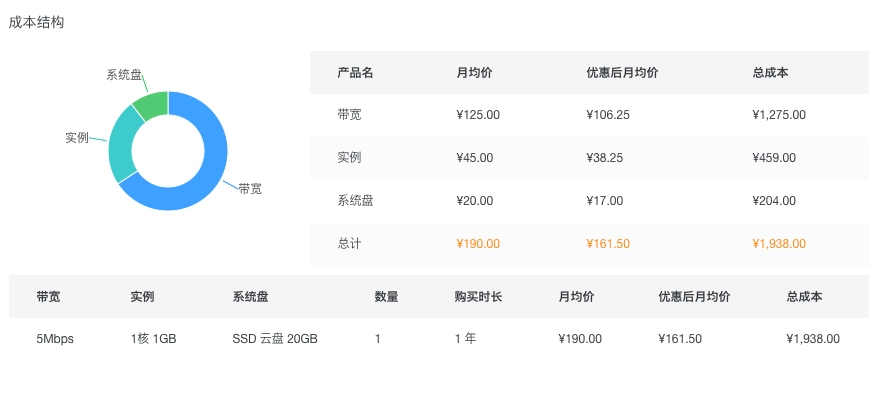 成本结构
系统盘
实例
带宽
产品名 月均价 优惠后月均价 总成本
带宽 ¥125.00 ¥106.25 ¥1,275.00
实例 ¥45.00 ¥38.25 ¥459.00
系统盘 ¥20.00 ¥17.00 ¥204.00
总计 ¥190.00 ¥161.50 ¥1,938.00
带宽 实例 系统盘 数量 购买时长 月均价 优惠后月均价 总成本
5Mbps 1核 1GB SSD 云盘 20GB 1 1 年 ¥190.00 ¥161.50 ¥1,938.00